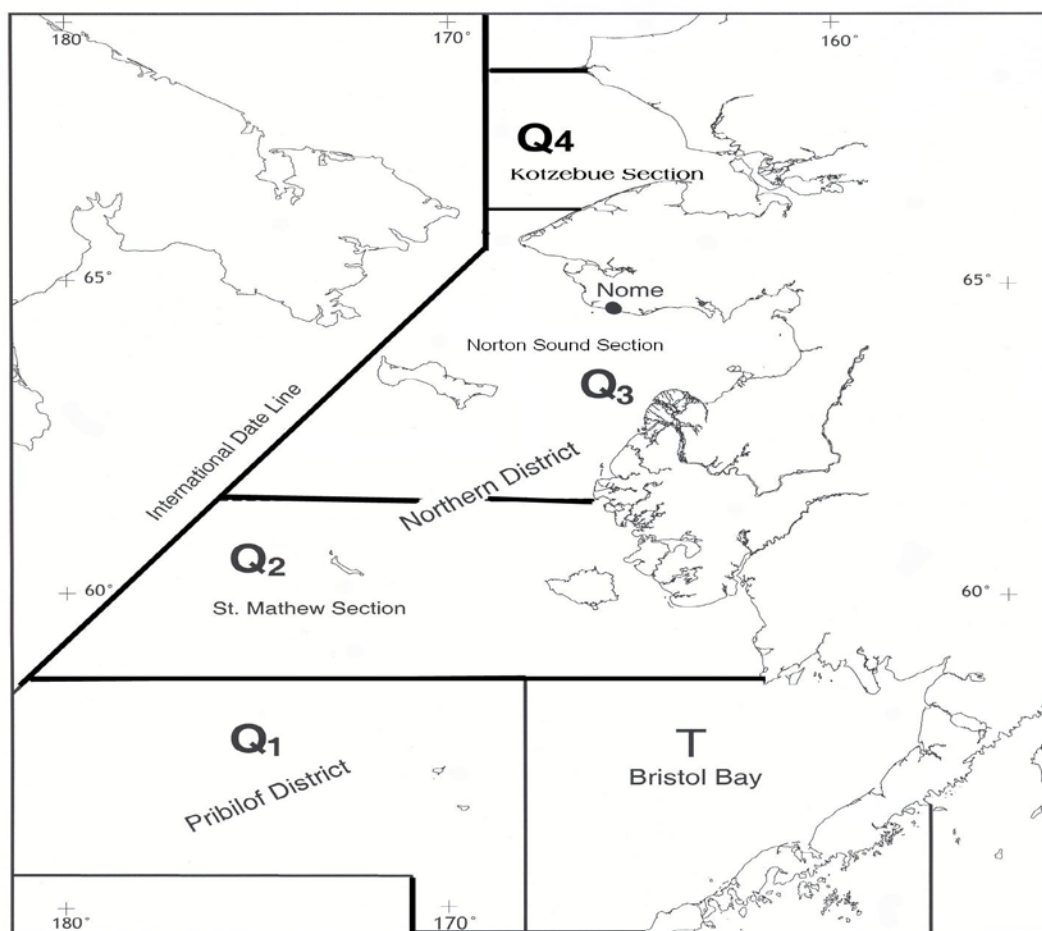 180°
170°
160°
Q4
Kotzebue Section
65°
65°
Nome
Norton Sound Section
Q3
International Date Line
Northern District
Q2
60°
60°
St. Mathew Section
Q1
T
Pribilof District
Bristol Bay
180°
170°
160°